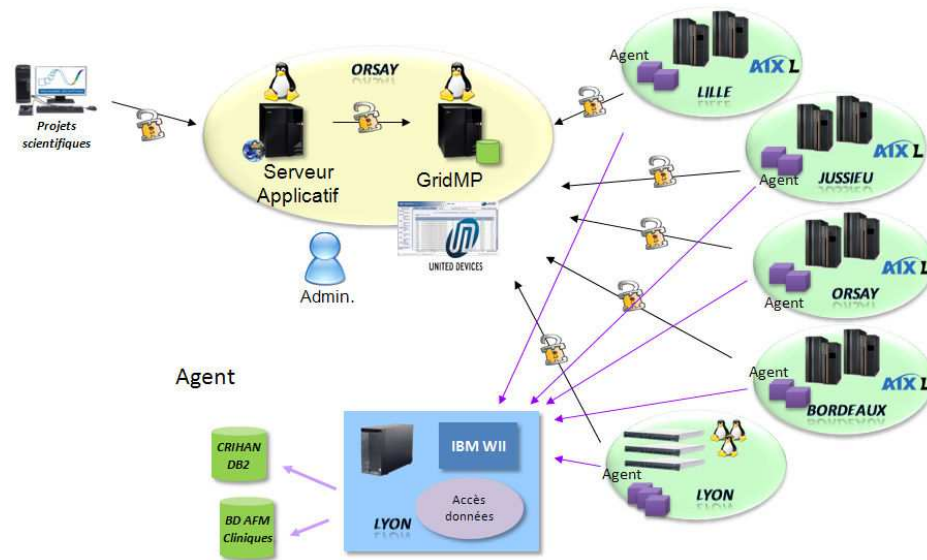 Projets
scientifiques
ORSAY
Serveur
Applicatif
GridMP
UNITED DEVICES
Admin.
Agent
LILLE
AIX L
Agent
JUSSIEU
AIX L
Agent
ORSAY
AIX L
Agent
BORDEAUX
AIX L
Agent
LYON
Agent
CRIHAN
DB2
BD AFM
Cliniques
IBM WII
Accès
données
LYON